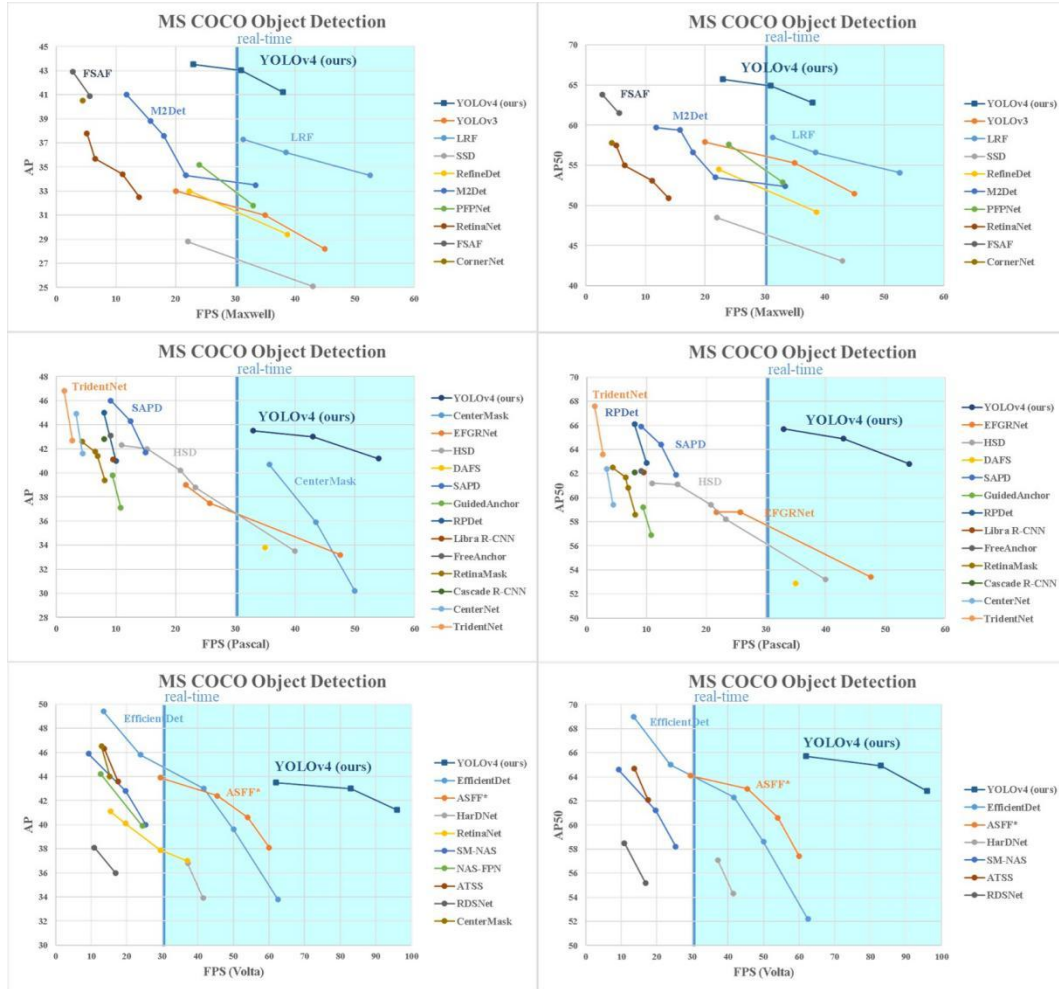 MS COCO Object Detection
real-time
45
43
41
39
37
35
33
31
29
27
25
AP
FSAF
M2Det
YOLOv4 (ours)
LRF
0 10 20 30 40 50 60
FPS (Maxwell)
YOLOv4 (ours)
YOLOv3
LRF
SSD
RefineDet
M2Det
PFPNet
RetinaNet
FSAF
CornerNet
MS COCO Object Detection
real-time
70
65
60
55
50
45
40
AP50
FSAF
M2Det
YOLOv4 (ours)
LRF
0 10 20 30 40 50 60
FPS (Maxwell)
YOLOv4 (ours)
YOLOv3
LRF
SSD
RefineDet
M2Det
PFPNet
RetinaNet
FSAF
CornerNet
MS COCO Object Detection
real-time
48
46
44
42
40
38
36
34
32
30
28
AP
TridentNet
SAPD
YOLOv4 (ours)
HSD
CenterMask
0 10 20 30 40 50 60
FPS (Pascal)
YOLOv4 (ours)
CenterMask
EFGRNet
HSD
DAFS
SAPD
GuidedAnchor
RPDet
Libra R-CNN
FreeAnchor
RetinaMask
Cascade R-CNN
CenterNet
TridentNet
MS COCO Object Detection
real-time
70
68
66
64
62
60
58
56
54
52
50
AP50
TridentNet
RPDet
SAPD
YOLOv4 (ours)
HSD
EFGRNet
0 10 20 30 40 50 60
FPS (Pascal)
YOLOv4 (ours)
EFGRNet
HSD
DAFS
SAPD
GuidedAnchor
RPDet
Libra R-CNN
FreeAnchor
RetinaMask
Cascade R-CNN
CenterNet
TridentNet
MS COCO Object Detection
real-time
50
48
46
44
42
40
38
36
34
32
30
AP
EfficientDet
YOLOv4 (ours)
ASFF*
0 10 20 30 40 50 60 70 80 90 100
FPS (Volta)
YOLOv4 (ours)
EfficientDet
ASFF*
HarDNet
RetinaNet
SM-NAS
NAS-FPN
ATSS
RDSNet
CenterMask
MS COCO Object Detection
real-time
70
68
66
64
62
60
58
56
54
52
50
AP50
EfficientDet
YOLOv4 (ours)
ASFF*
0 10 20 30 40 50 60 70 80 90 100
FPS (Volta)
YOLOv4 (ours)
EfficientDet
ASFF*
HarDNet
SM-NAS
ATSS
RDSNet